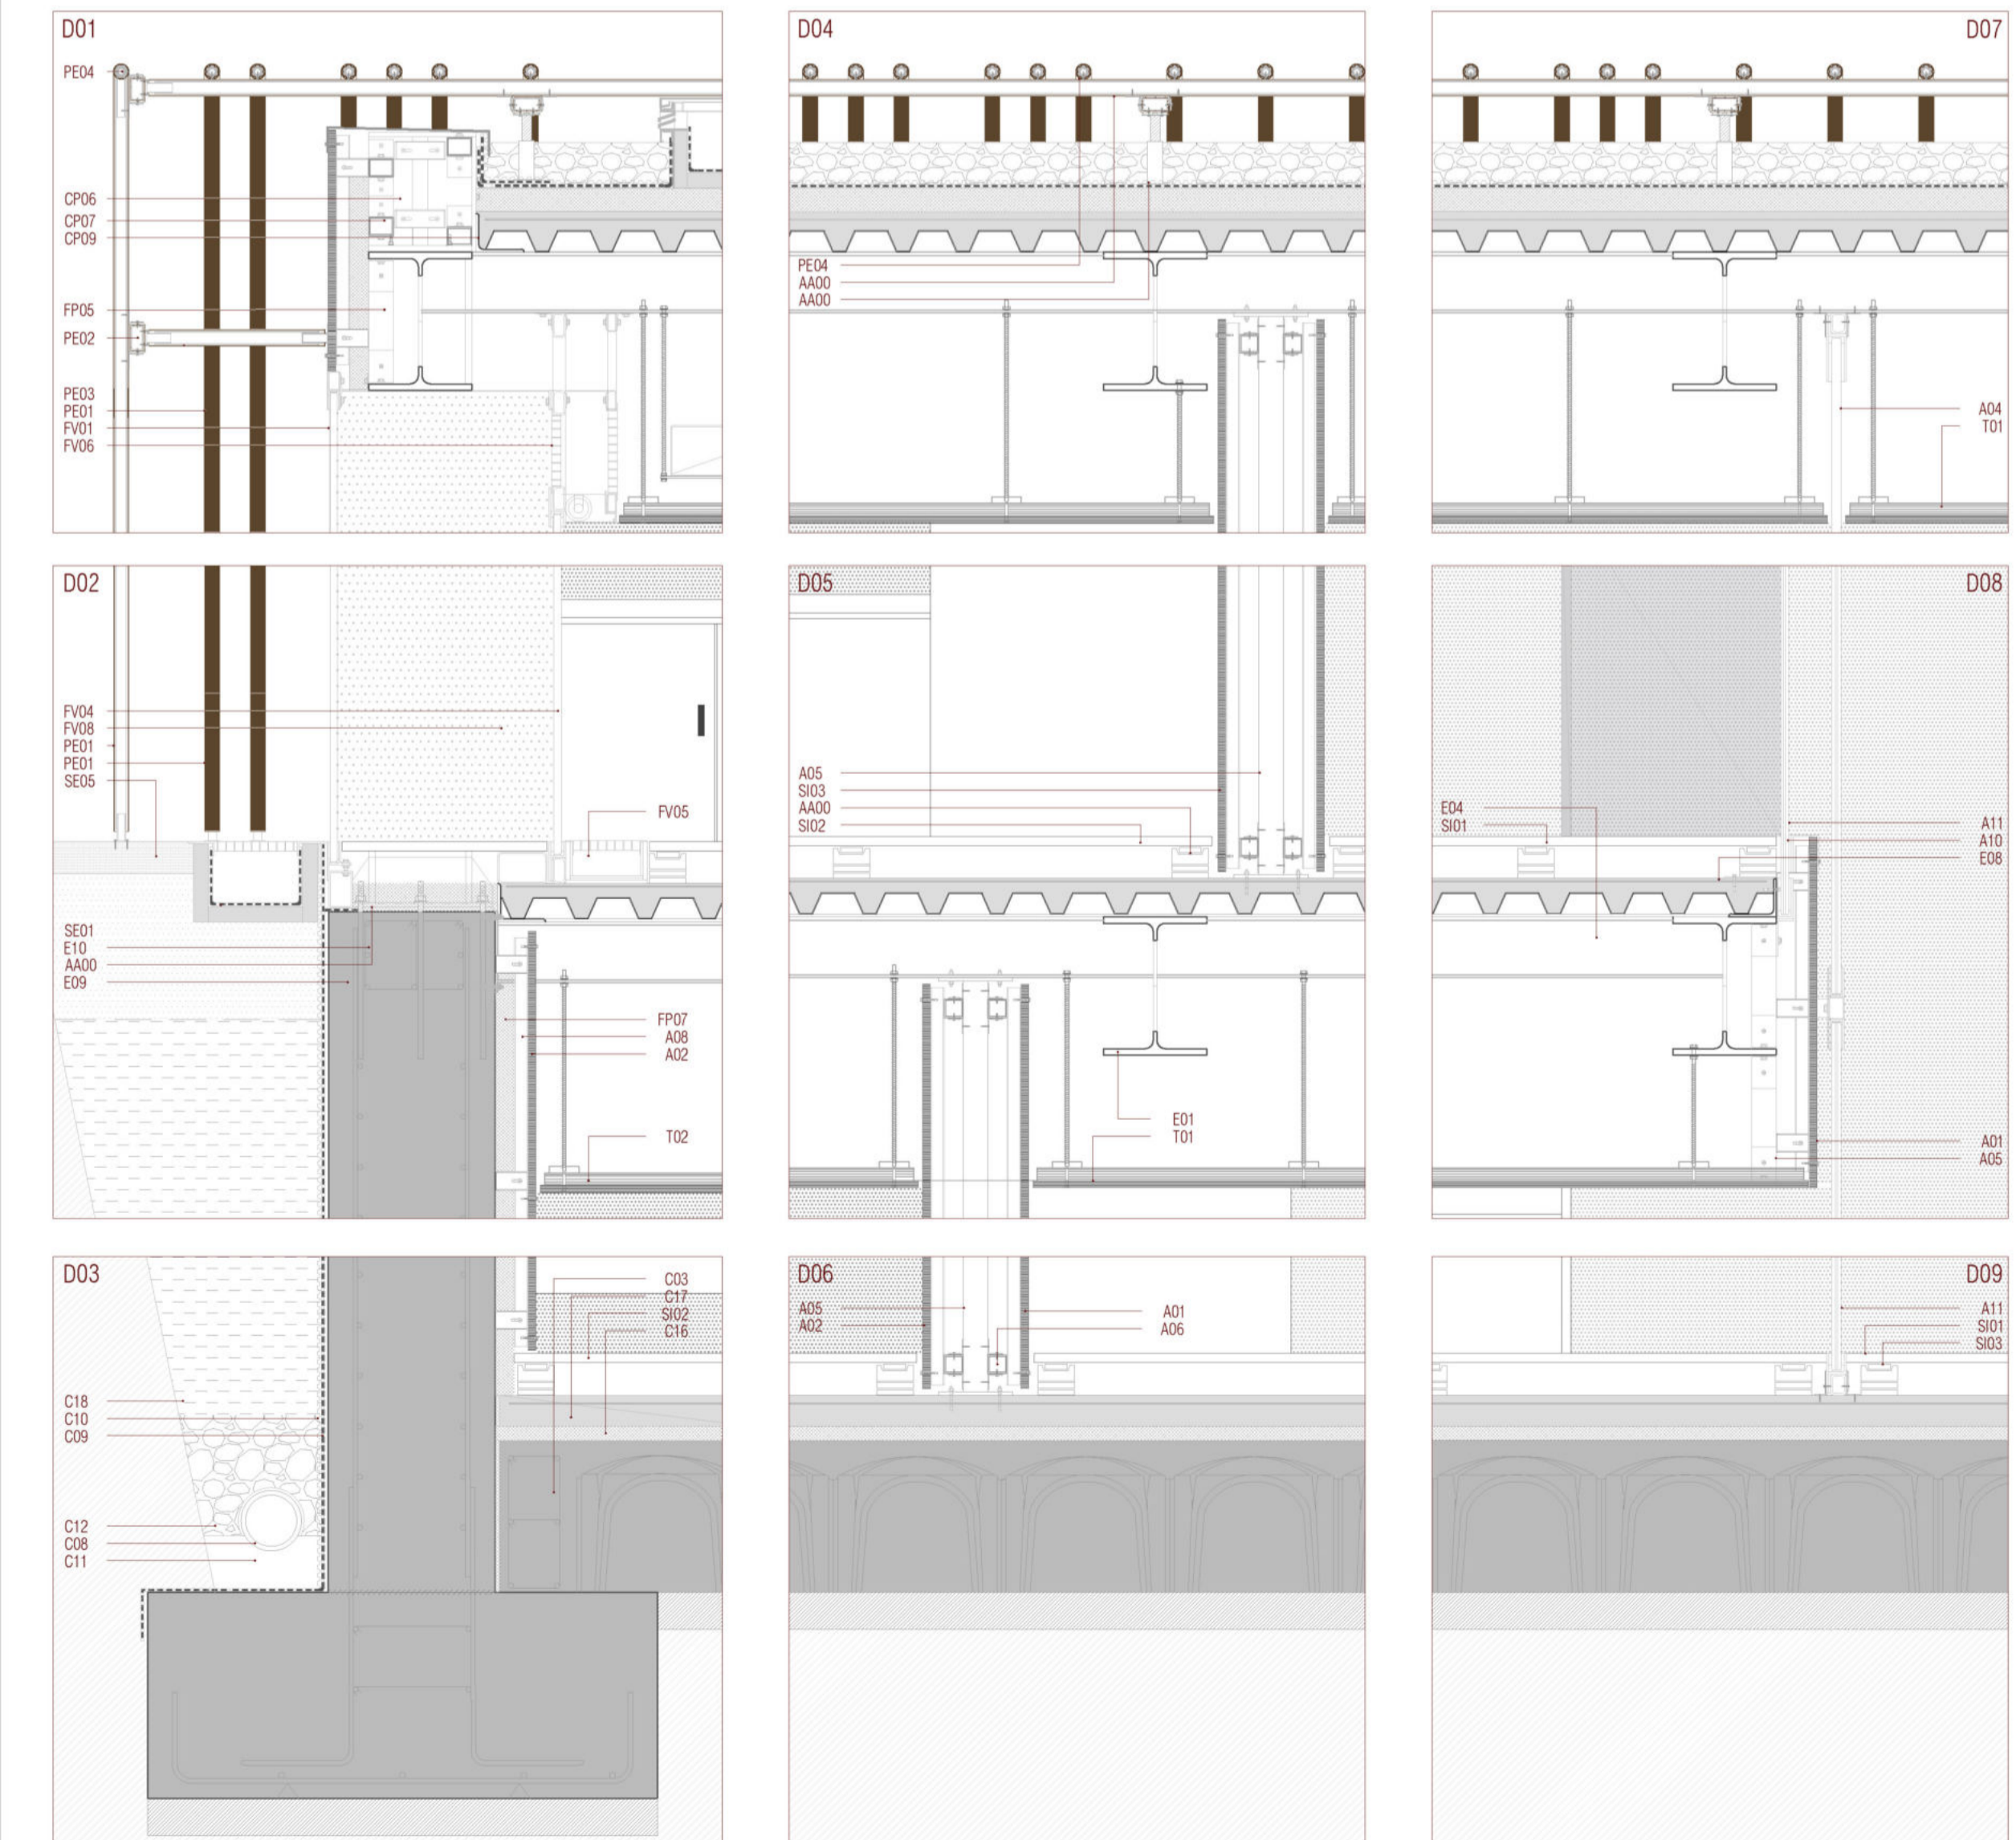 D01
PE04
CP06
CP07
CP09
FP05
PE02
PE03
PE01
FV01
FV06
D04
PE04
AA00
AA00
D07
A04
T01
D02
FV04
FV08
PE01
PE01
SE05
FV05
SE01
E10
AA00
E09
FP07
A08
A02
T02
D05
A05
SI03
AA00
SI02
E01
T01
D08
E04
SI01
A11
A10
E08
A01
A05
D03
C03
C17
SI02
C16
C18
C10
C09
C12
C08
C11
D06
A05
A02
A01
A06
D09
A11
SI01
SI03